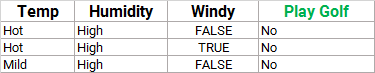 Temp Humidity Windy Play Golf
Hot High FALSE No
Hot High TRUE No
Mild High FALSE No